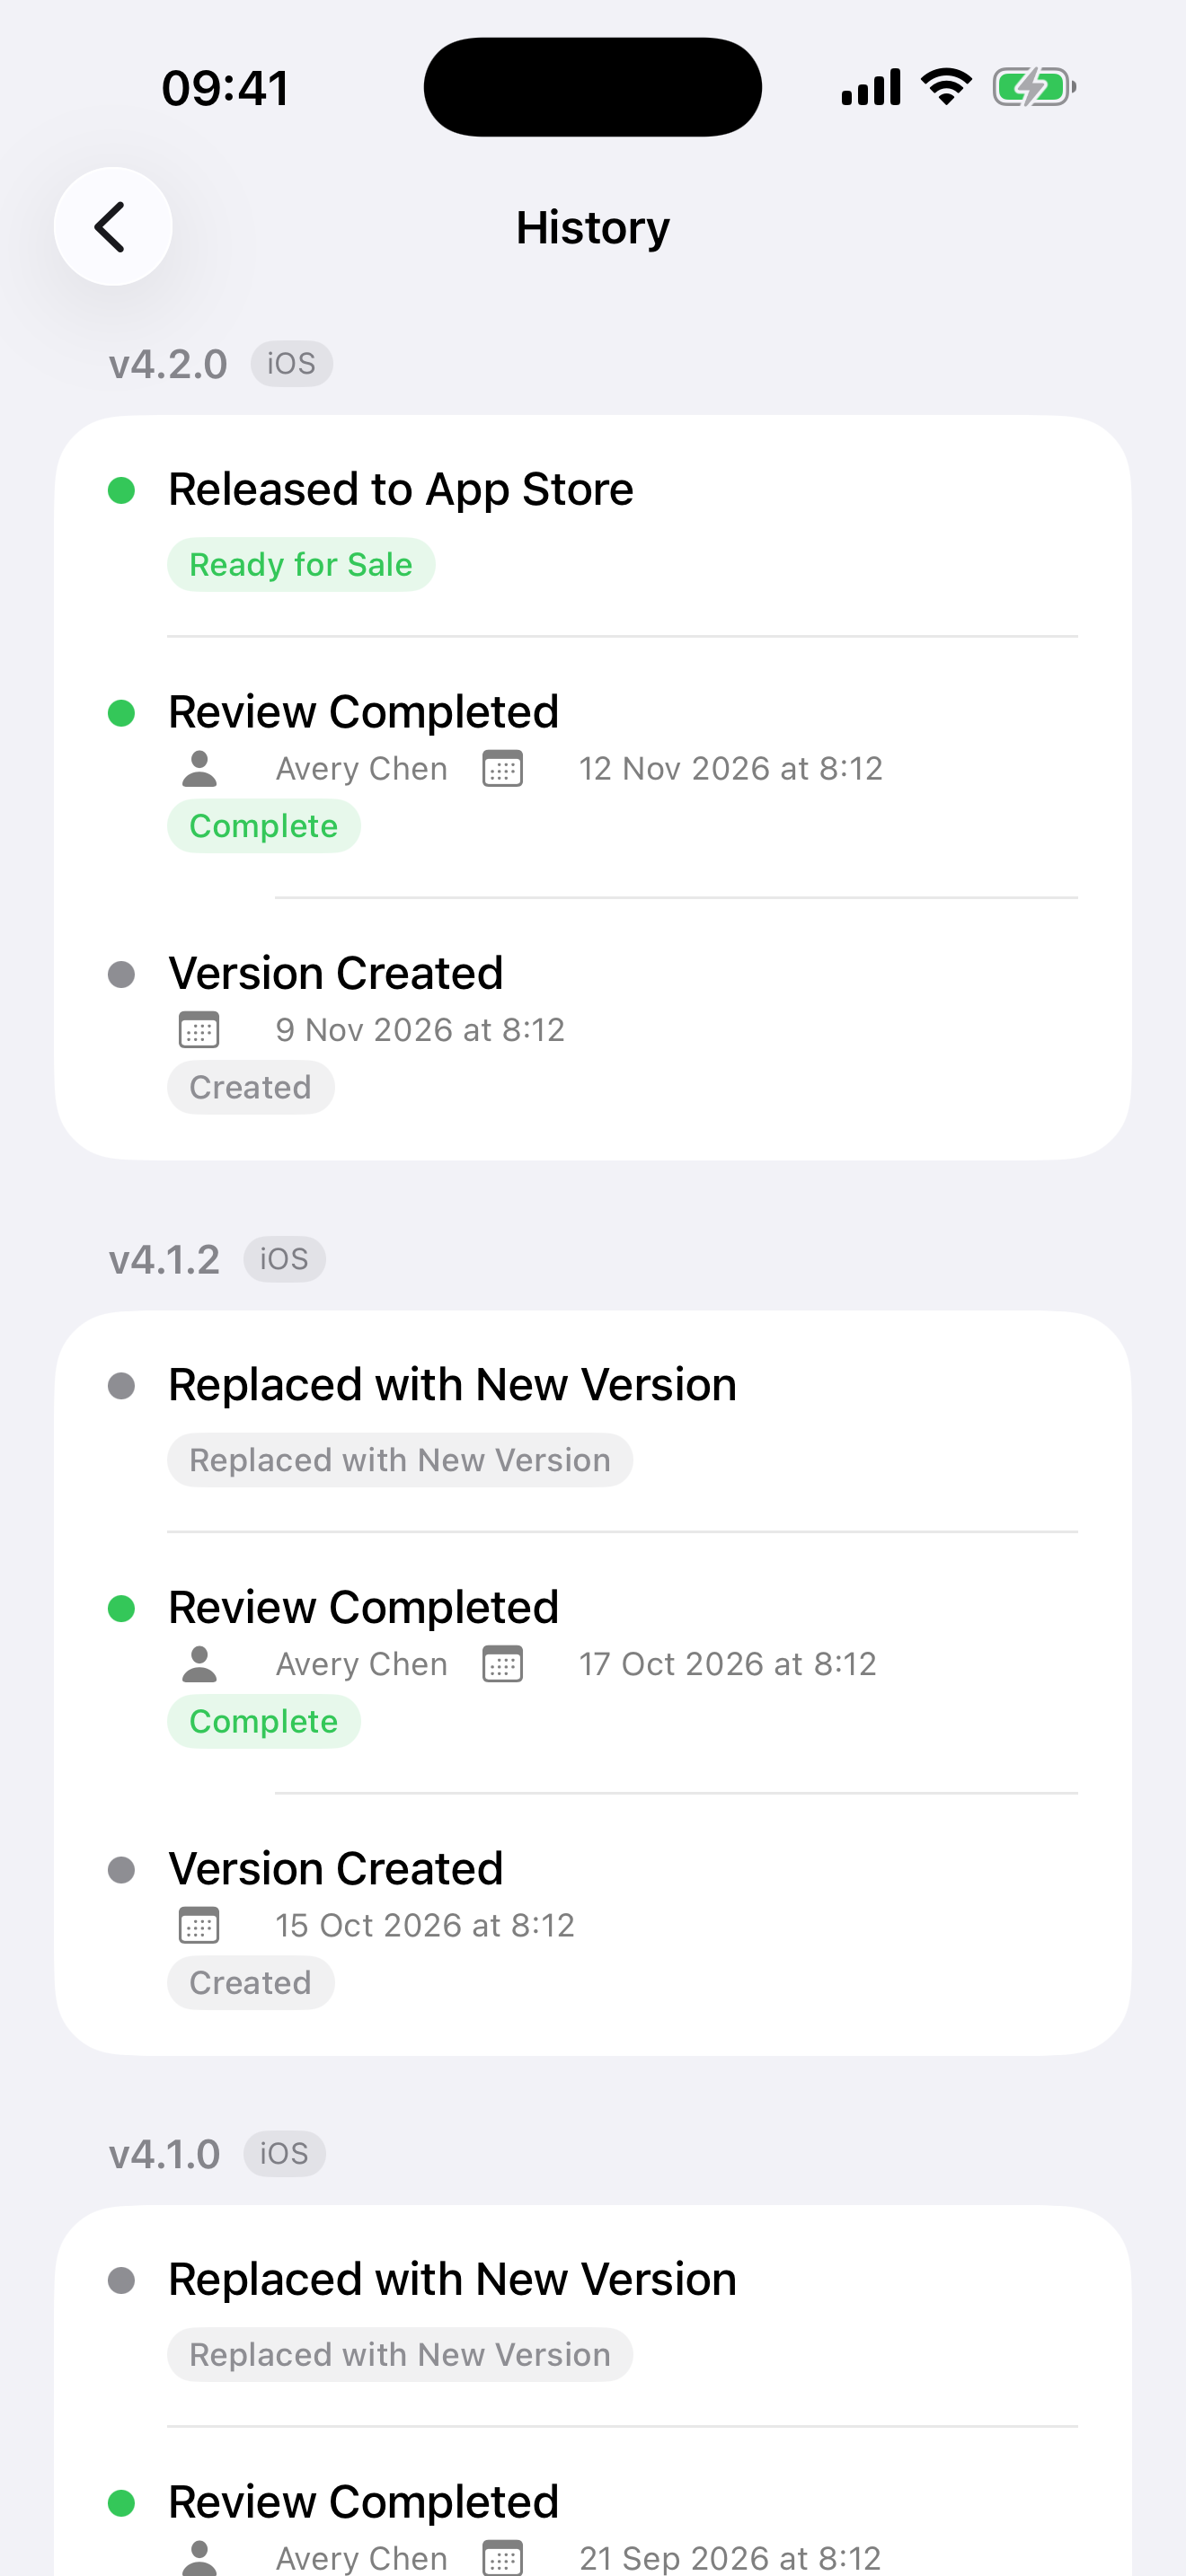 09:41
History
v4.2.0 iOS
Released to App Store
Ready for Sale
Review Completed
Avery Chen 12 Nov 2026 at 8:12
Complete
Version Created
9 Nov 2026 at 8:12
Created
v4.1.2 iOS
Replaced with New Version
Replaced with New Version
Review Completed
Avery Chen 17 Oct 2026 at 8:12
Complete
Version Created
15 Oct 2026 at 8:12
Created
v4.1.0 iOS
Replaced with New Version
Replaced with New Version
Review Completed
Avery Chen 21 Sep 2026 at 8:12